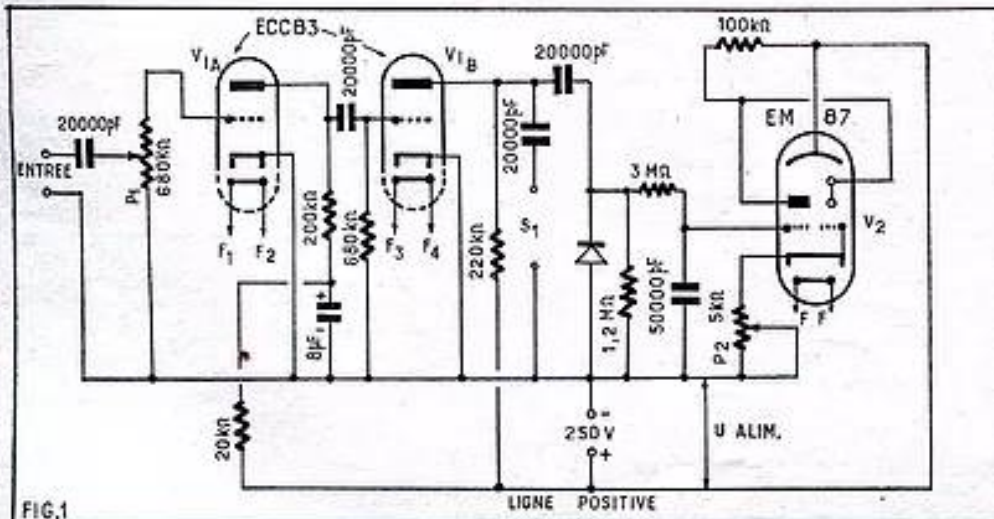 ECC83
V1A
V1B
20000pF
ENTREE
P1
680kΩ
F1 F2
200kΩ
8µF
20kΩ
20000pF
680kΩ
F3 F4
220kΩ
20000pF
20000pF
S1
1,2 MΩ
3 MΩ
50000pF
100kΩ
EM 87
V2
F F
5kΩ
P2
-
250 V
+
U ALIM.
LIGNE POSITIVE
FIG.1